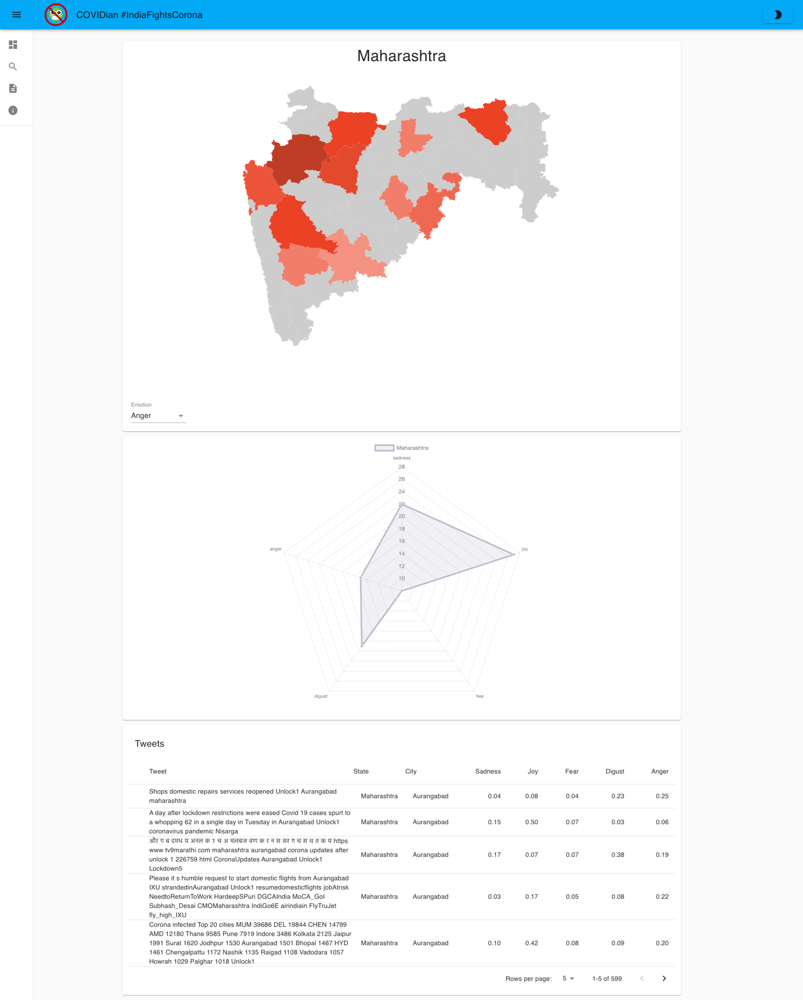 COVIDian #IndiaFightsCorona
Maharashtra
Emotion
Anger
Maharashtra
sadness
28
26
24
22
20
18
16
14
12
10
anger
joy
digust
fear
Tweets
Tweet State City Sadness Joy Fear Digust Anger
Shops domestic repairs services reopened Unlock1 Aurangabad
maharashtra
Maharashtra Aurangabad 0.04 0.08 0.04 0.23 0.25
A day after lockdown restrictions were eased Covid 19 cases spurt to
a whopping 62 in a single day in Tuesday in Aurangabad Unlock1
coronavirus pandemic Nisarga
Maharashtra Aurangabad 0.15 0.50 0.07 0.03 0.06
और ग ब दमध य अनल क 1 च अ मलबज वण क र न स सर ग च स थ त क य https
www tv9marathi com maharashtra aurangabad corona updates after
unlock 1 226759 html CoronaUpdates Aurangabad Unlock1
Lockdown5
Maharashtra Aurangabad 0.17 0.07 0.07 0.38 0.19
Please it s humble request to start domestic flights from Aurangabad
IXU strandedinAurangabad Unlock1 resumedomesticflights jobAtrisk
NeedtoReturnToWork HardeepSPuri DGCAIndia MoCA_GoI
Subhash_Desai CMOMaharashtra IndiGo6E airindiain FlyTruJet
fly_high_IXU
Maharashtra Aurangabad 0.03 0.17 0.05 0.08 0.22
Corona infected Top 20 cities MUM 39686 DEL 19844 CHEN 14799
AMD 12180 Thane 9585 Pune 7919 Indore 3486 Kolkata 2125 Jaipur
1991 Surat 1620 Jodhpur 1530 Aurangabad 1501 Bhopal 1467 HYD
1461 Chengalpattu 1172 Nashik 1135 Raigad 1108 Vadodara 1057
Howrah 1029 Palghar 1018 Unlock1
Maharashtra Aurangabad 0.10 0.42 0.08 0.09 0.20
Rows per page: 5 1-5 of 599